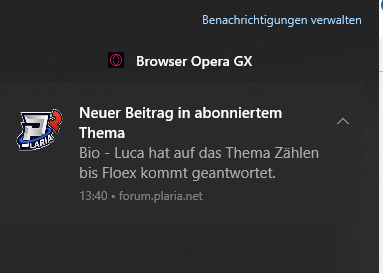 Benachrichtigungen verwalten
Browser Opera GX
PLARIA
Neuer Beitrag in abonniertem
Thema
Bio - Luca hat auf das Thema Zählen
bis Floex kommt geantwortet.
13:40 • forum.plaria.net